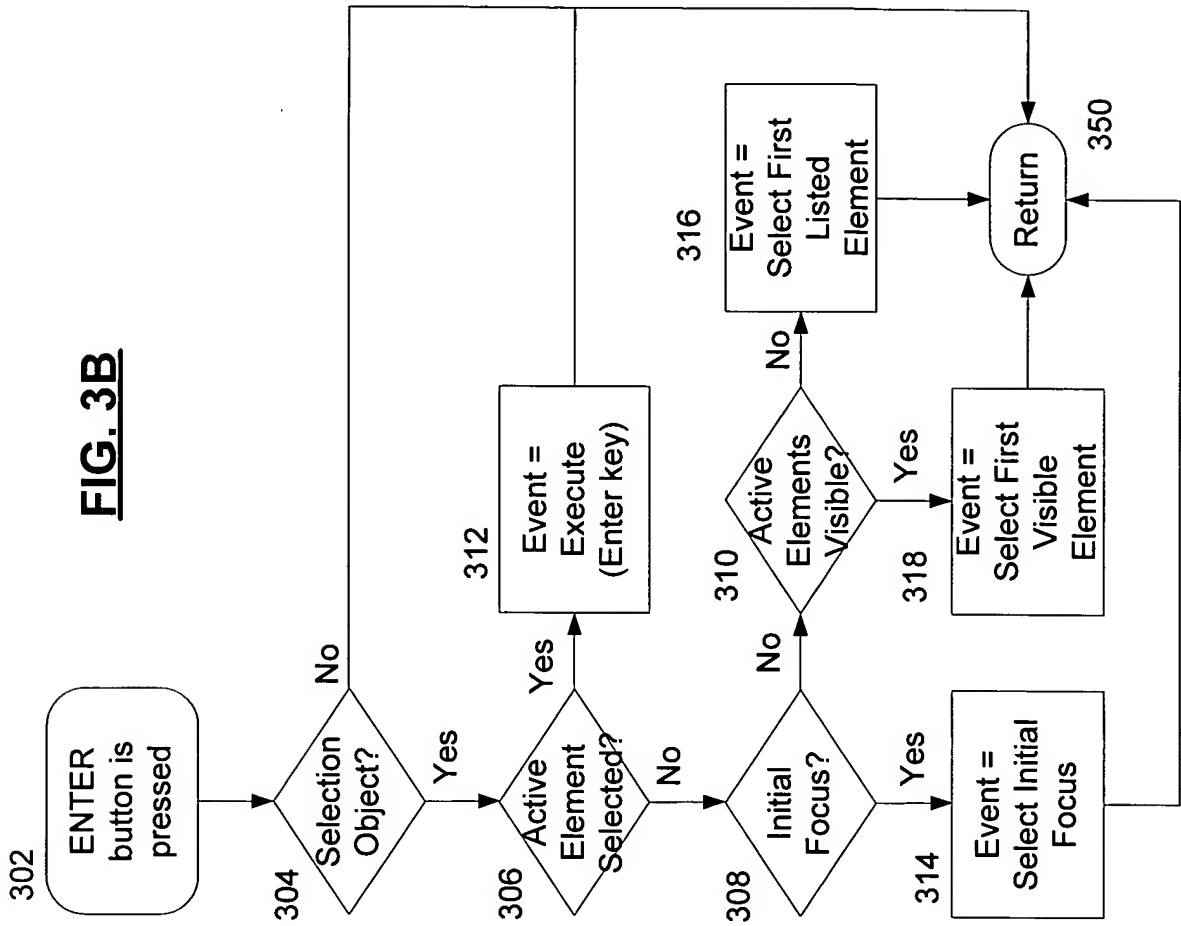 FIG. 3B
302
ENTER
button is
pressed
304
Selection
Object?
No
Yes
306
Active
Element
Selected?
Yes
No
312
Event =
Execute
(Enter key)
308
Initial
Focus?
No
Yes
310
Active
Elements
Visible?
No
Yes
316
Event =
Select First
Listed
Element
314
Event =
Select Initial
Focus
318
Event =
Select First
Visible
Element
Return
350